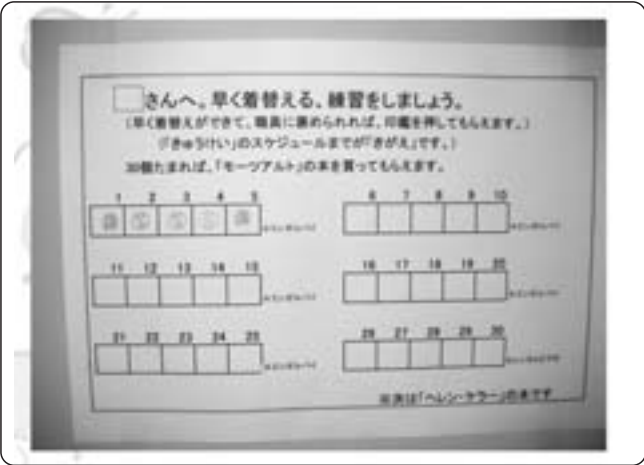 さんへ。早く着替える、練習をしましょう。
(早く着替えができて、職員に褒められれば、印鑑を押してもらえます。)
(「きゅうけい」のスケジュールまでが「きがえ」です。)
30個たまれば、「モーツアルト」の本を買ってもらえます。
1 2 3 4 5 6 7 8 9 10
11 12 13 14 15 16 17 18 19 20
21 22 23 24 25 26 27 28 29 30
※次は「ヘレン・ケラー」の本です